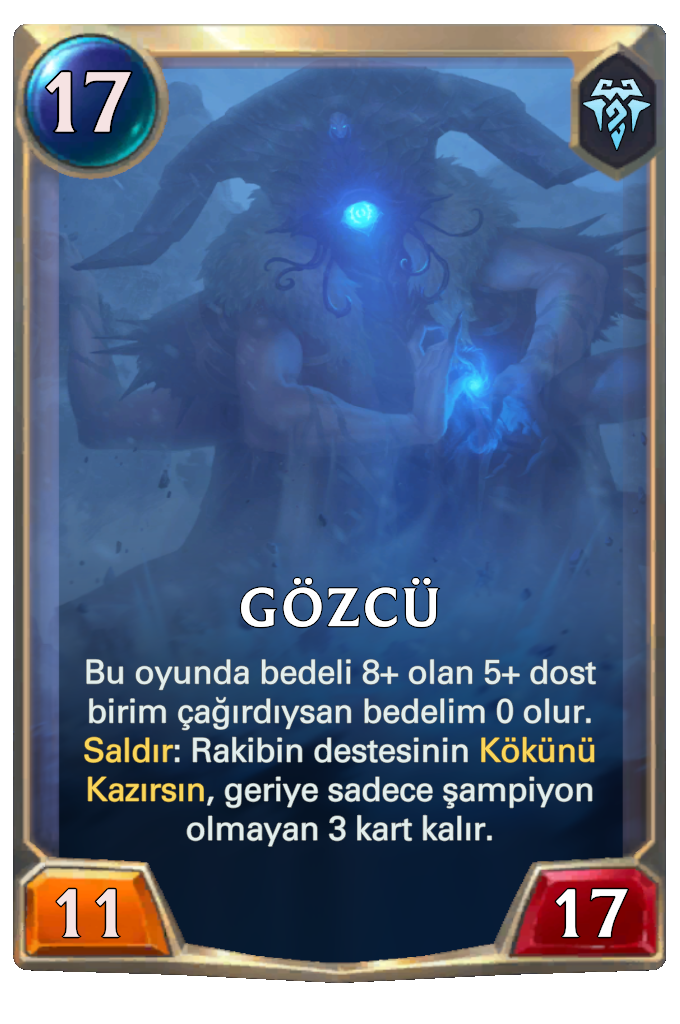 17
GÖZCÜ
Bu oyunda bedeli 8+ olan 5+ dost
birim çağırdıysan bedelim 0 olur.
Saldır: Rakibin destesinin Kökünü
Kazırsın, geriye sadece şampiyon
olmayan 3 kart kalır.
11
17